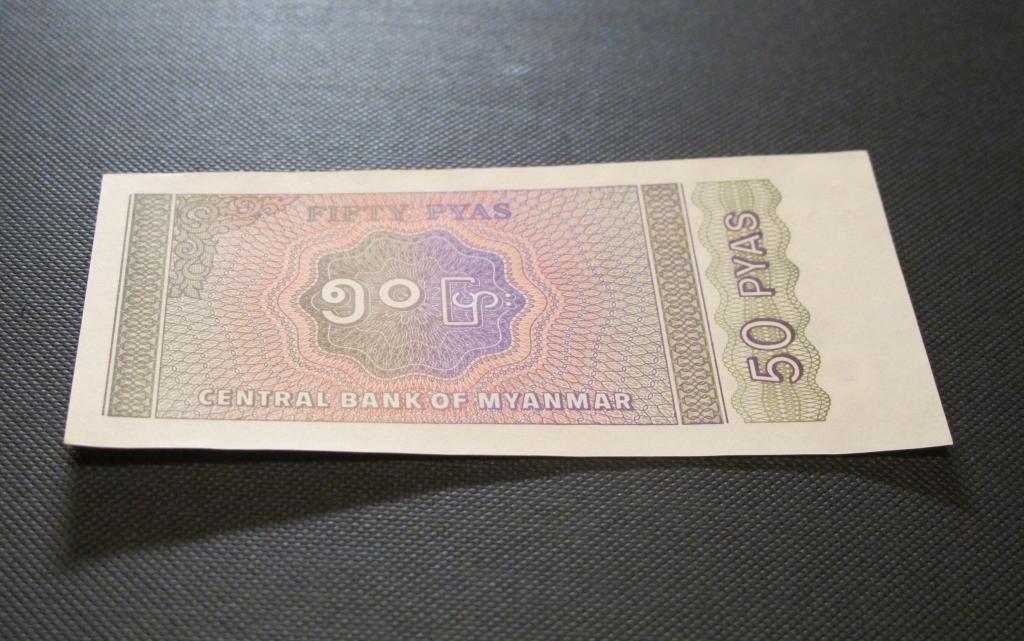 FIFTY PYAS
၅၀ ပြား
CENTRAL BANK OF MYANMAR
50 PYAS